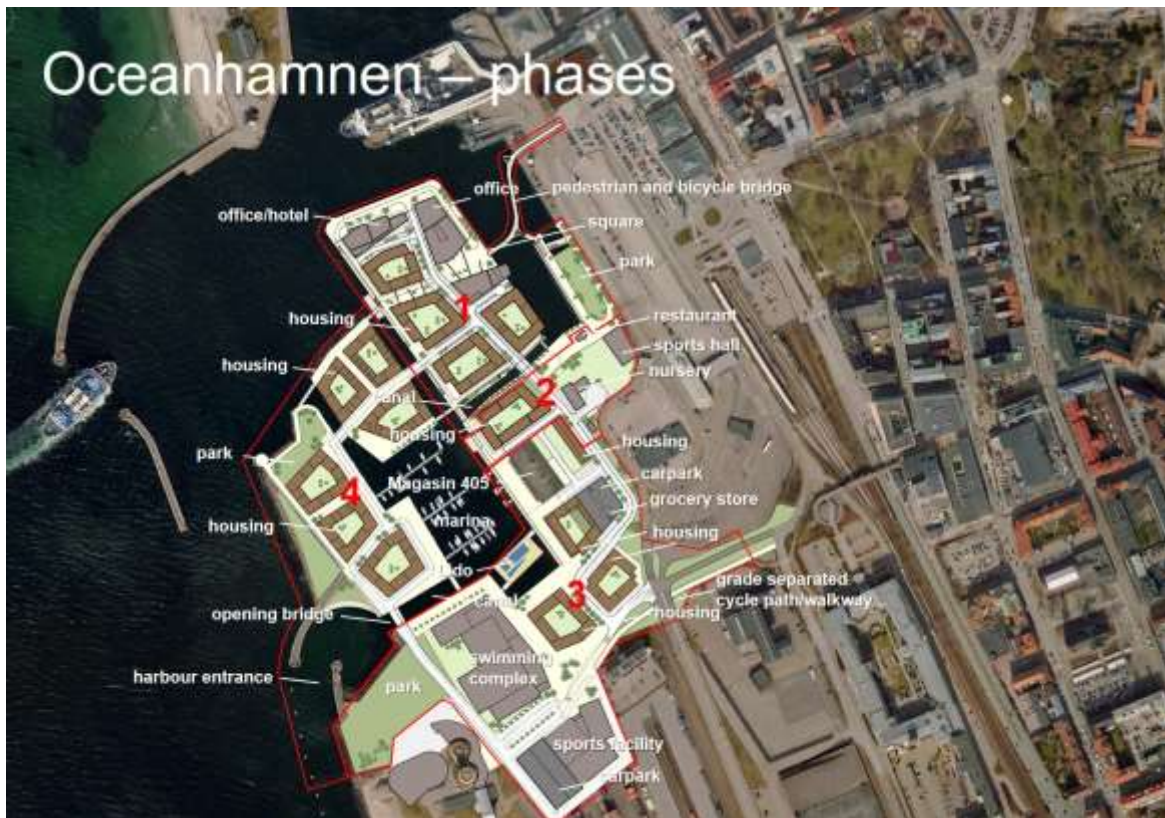 Oceanhamnen – phases
office
pedestrian and bicycle bridge
office/hotel
square
park
1
housing
restaurant
sports hall
housing
nursery
2
canal
housing
housing
park
carpark
Magasin 405
4
grocery store
marina
housing
housing
grade separated
cycle path/walkway
3
canal
opening bridge
housing
swimming
complex
harbour entrance
park
sports facility
carpark